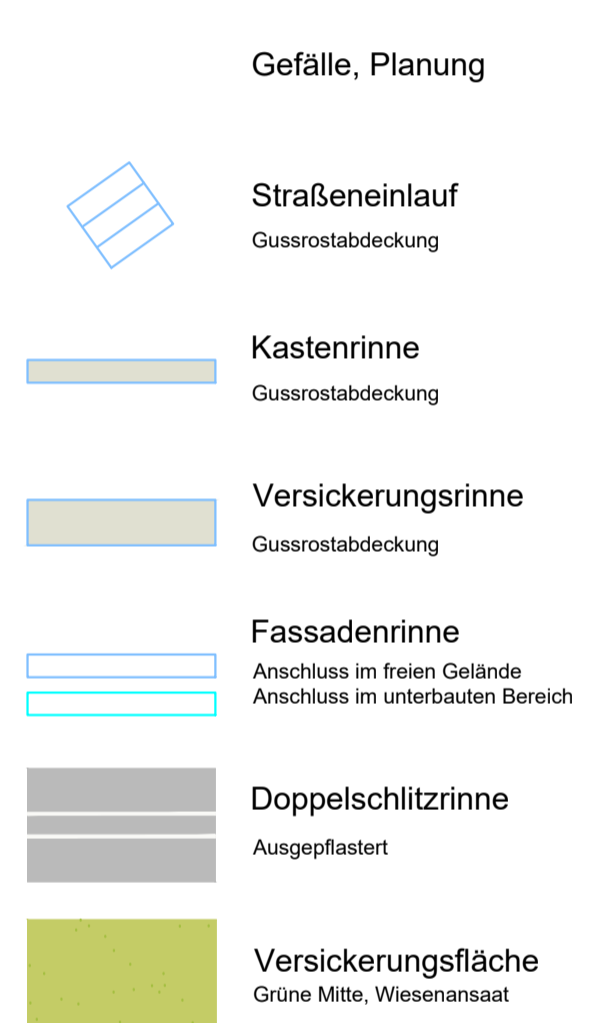 Gefälle, Planung
Straßeneinlauf
Gussrostabdeckung
Kastenrinne
Gussrostabdeckung
Versickerungsrinne
Gussrostabdeckung
Fassadenrinne
Anschluss im freien Gelände
Anschluss im unterbauten Bereich
Doppelschlitzrinne
Ausgepflastert
Versickerungsfläche
Grüne Mitte, Wiesenansaat